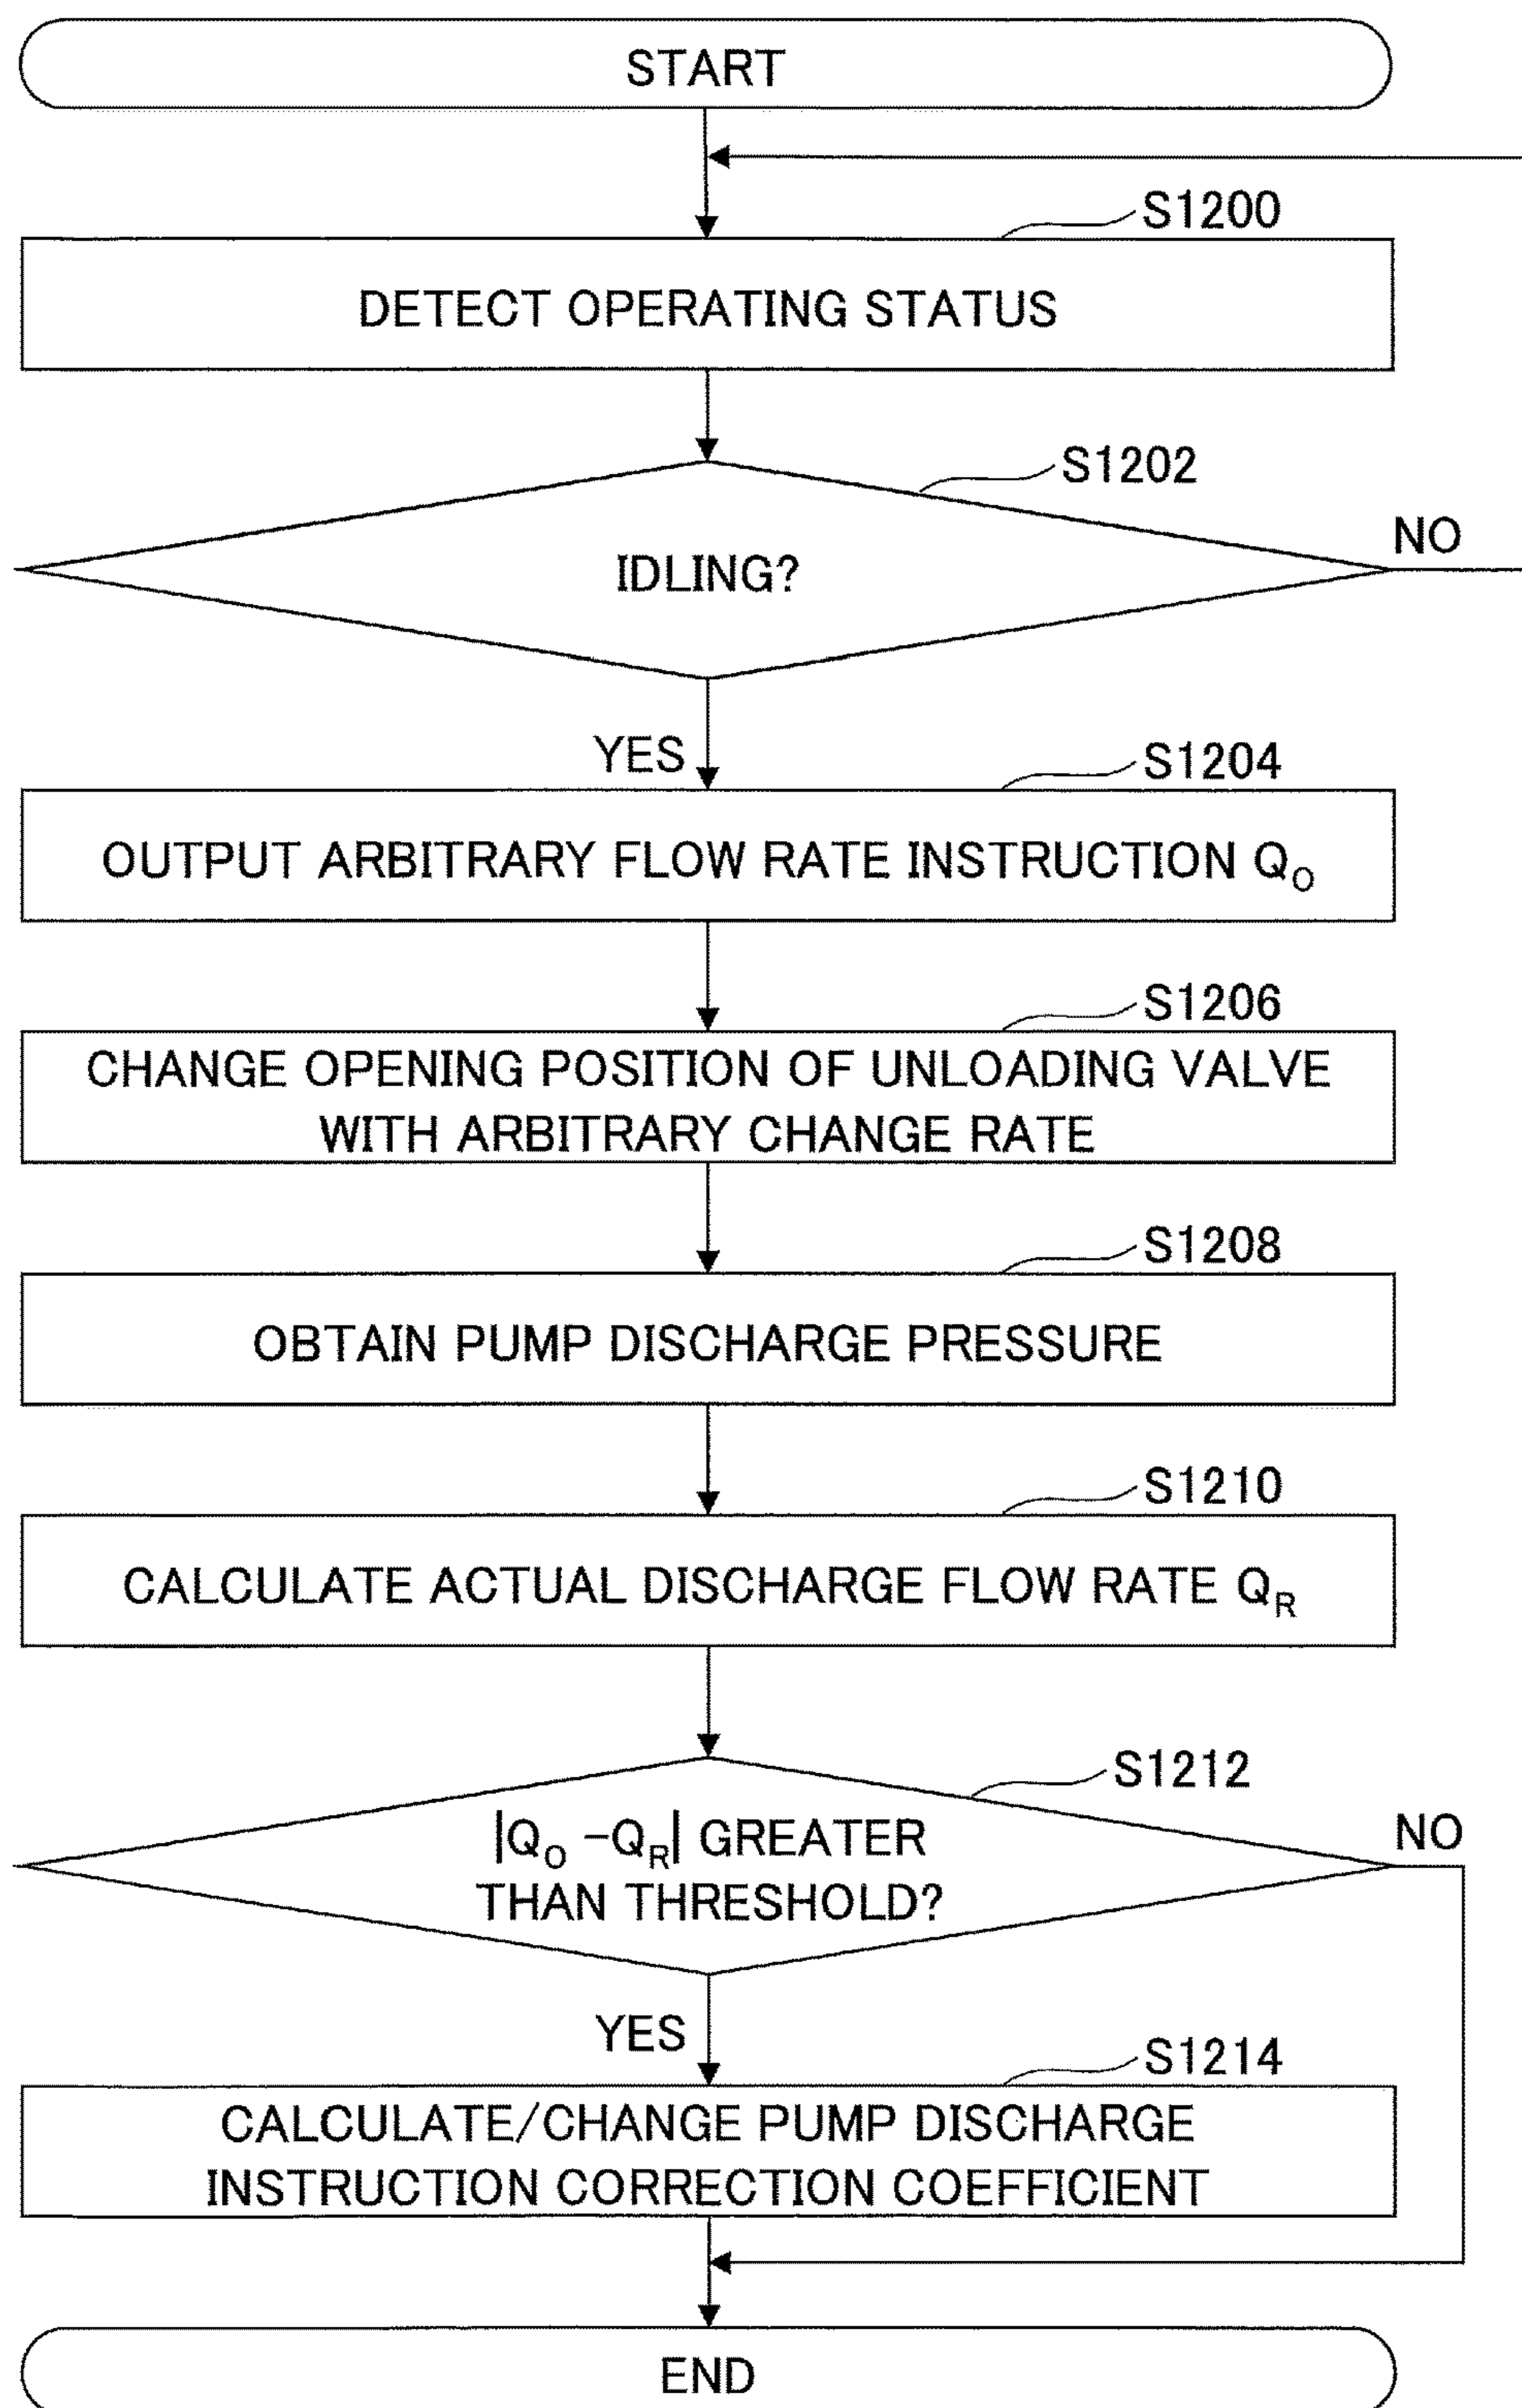 START
S1200
DETECT OPERATING STATUS
S1202
IDLING?
NO
YES
S1204
OUTPUT ARBITRARY FLOW RATE INSTRUCTION Q_O
S1206
CHANGE OPENING POSITION OF UNLOADING VALVE
WITH ARBITRARY CHANGE RATE
S1208
OBTAIN PUMP DISCHARGE PRESSURE
S1210
CALCULATE ACTUAL DISCHARGE FLOW RATE Q_R
S1212
|Q_O -Q_R| GREATER
THAN THRESHOLD?
NO
YES
S1214
CALCULATE/CHANGE PUMP DISCHARGE
INSTRUCTION CORRECTION COEFFICIENT
END